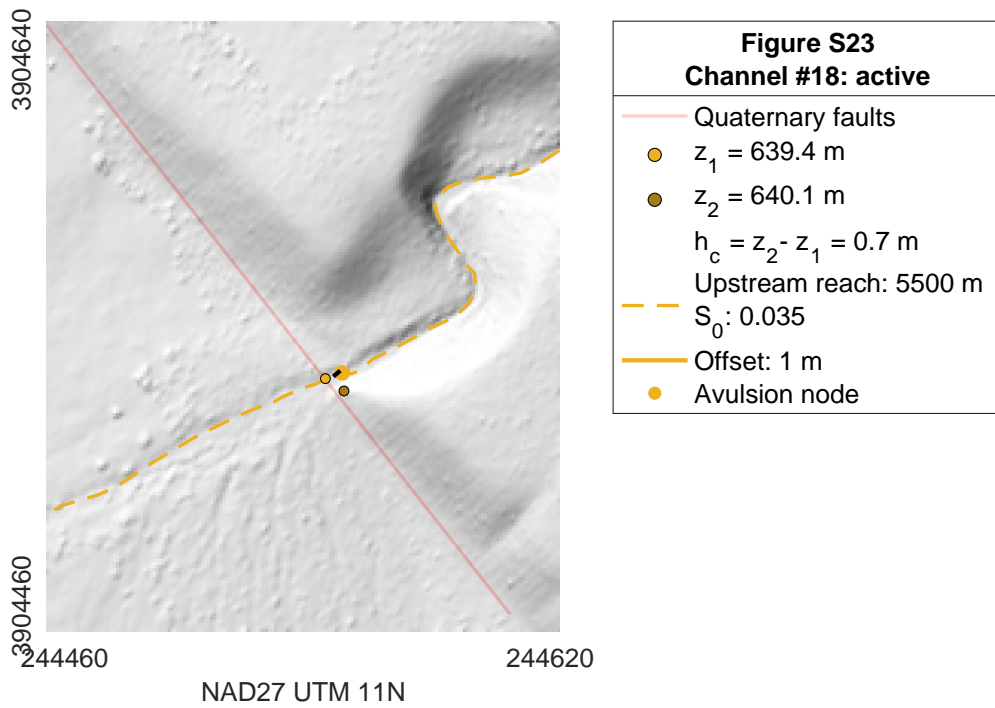 3904640
3904460
244460
244620
NAD27 UTM 11N
Figure S23
Channel #18: active
Quaternary faults
z1 = 639.4 m
z2 = 640.1 m
hc = z2- z1 = 0.7 m
Upstream reach: 5500 m
S0: 0.035
Offset: 1 m
Avulsion node